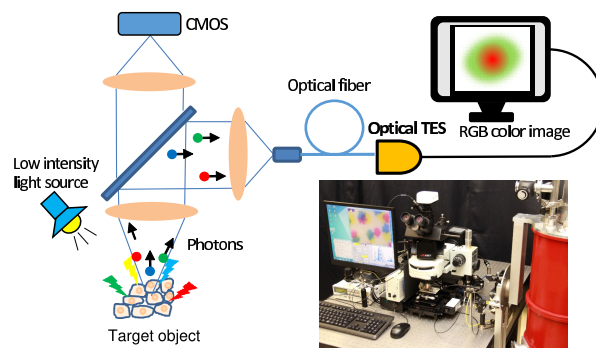 CMOS
Optical fiber
Optical TES
RGB color image
Low intensity
light source
Photons
Target object